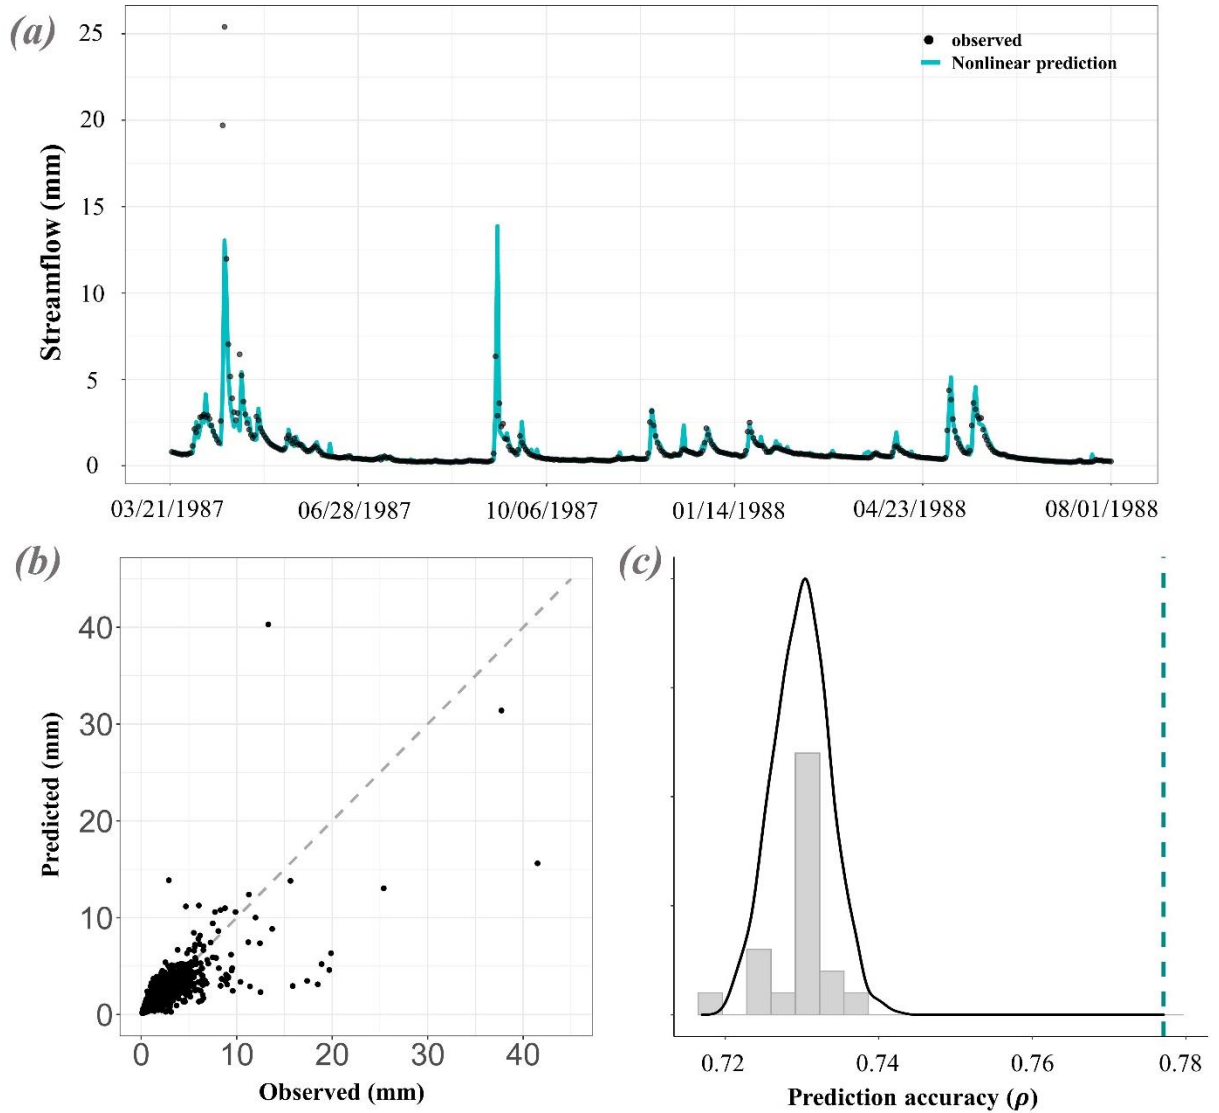 (a)
25
20
15
10
5
0
Streamflow (mm)
observed
Nonlinear prediction
03/21/1987 06/28/1987 10/06/1987 01/14/1988 04/23/1988 08/01/1988
(b)
40
30
20
10
0
Predicted (mm)
0 10 20 30 40
Observed (mm)
(c)
0.72 0.74 0.76 0.78
Prediction accuracy (ρ)